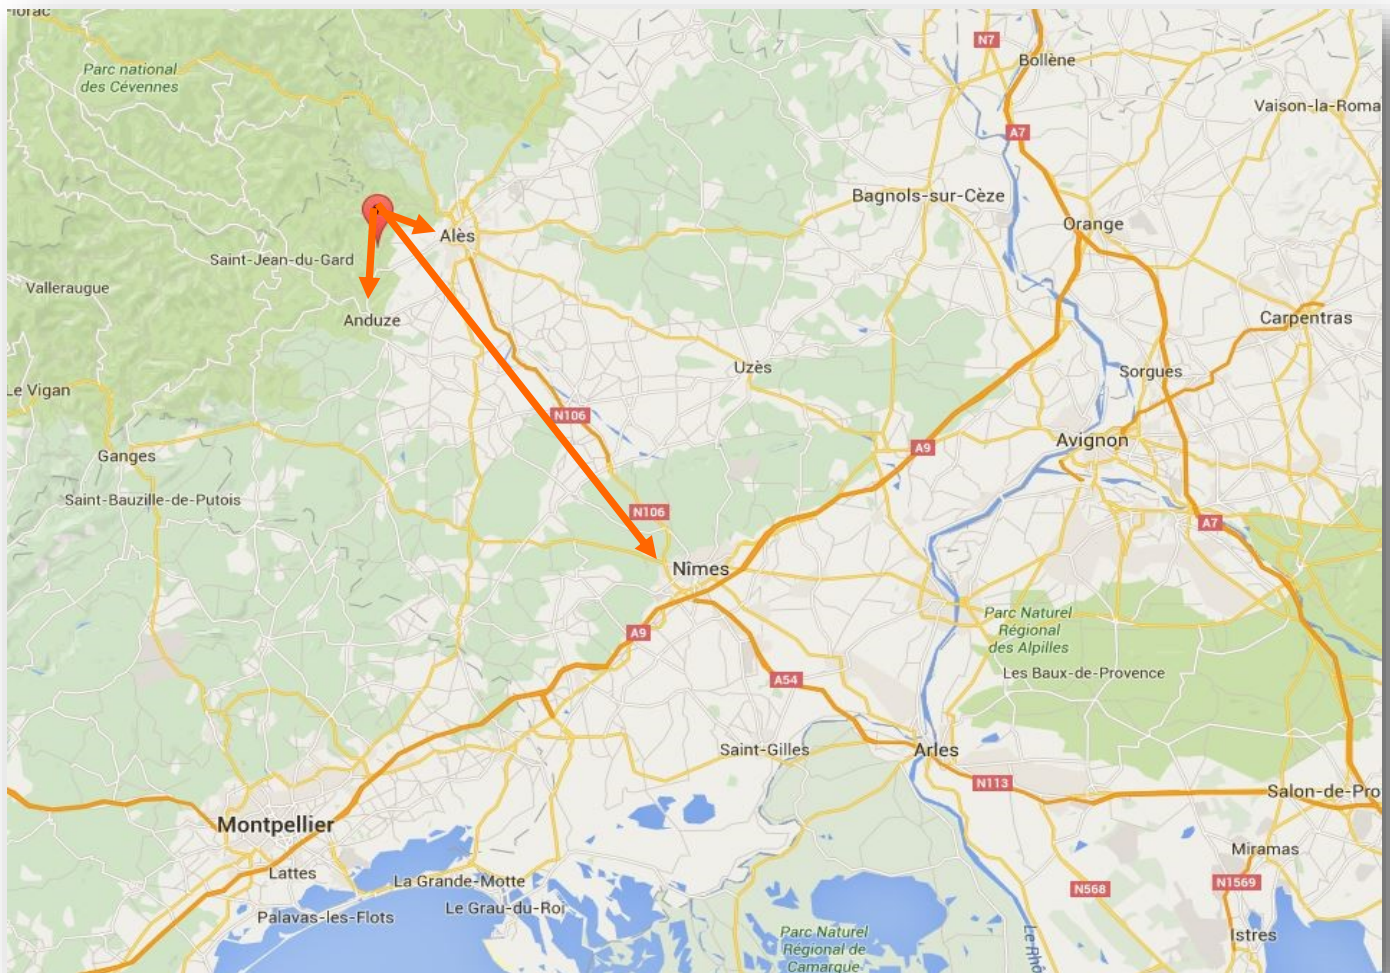 Florac
N7
Bollène
Parc national
des Cévennes
Vaison-la-Roma
A7
Bagnols-sur-Cèze
Orange
Alès
Saint-Jean-du-Gard
Valleraugue
Anduze
Carpentras
Uzès
Sorgues
Le Vigan
N106
Avignon
A9
Ganges
Saint-Bauzille-de-Putois
N106
A7
Nîmes
Parc Naturel
Régional
des Alpilles
A9
Les Baux-de-Provence
A54
Saint-Gilles
Arles
N113
Salon-de-Pro
Montpellier
Miramas
Lattes
La Grande-Motte
N568
N1569
Le Grau-du-Roi
Palavas-les-Flots
Parc Naturel
Régional de
Camargue
Le Rhô
Istres